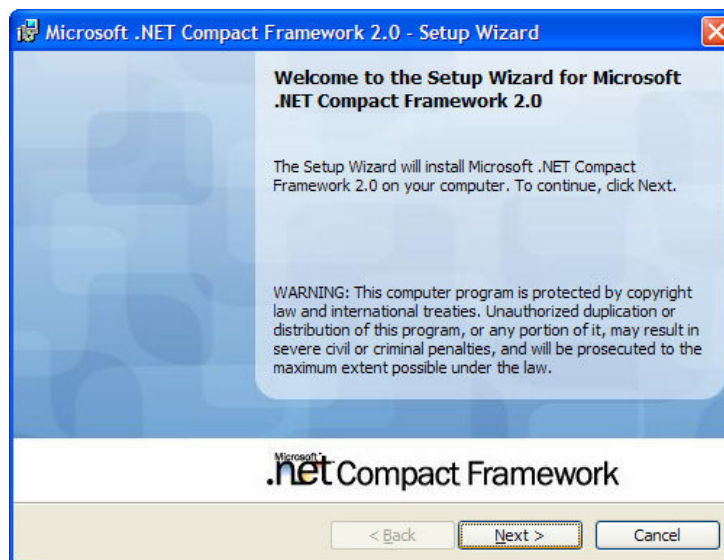 Microsoft .NET Compact Framework 2.0 - Setup Wizard
Welcome to the Setup Wizard for Microsoft
.NET Compact Framework 2.0
The Setup Wizard will install Microsoft .NET Compact
Framework 2.0 on your computer. To continue, click Next.
WARNING: This computer program is protected by copyright
law and international treaties. Unauthorized duplication or
distribution of this program, or any portion of it, may result in
severe civil or criminal penalties, and will be prosecuted to the
maximum extent possible under the law.
Microsoft
.net Compact Framework
< Back
Next >
Cancel